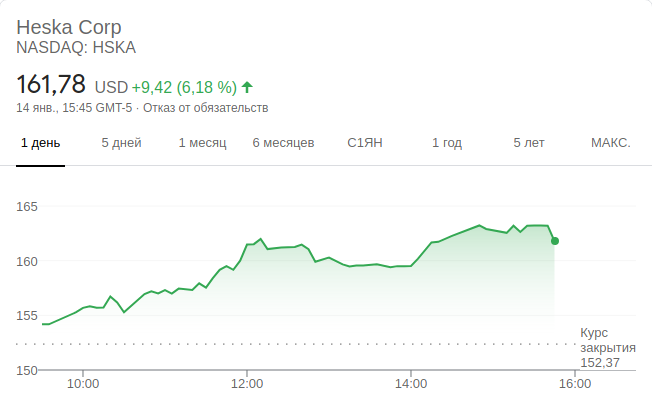 Heska Corp
NASDAQ: HSKA
161,78 USD +9,42 (6,18 %)
14 янв., 15:45 GMT-5 · Отказ от обязательств
1 день 5 дней 1 месяц 6 месяцев С1ЯН 1 год 5 лет МАКС.
165
160
155
Курс
закрытия
152,37
150
10:00 12:00 14:00 16:00